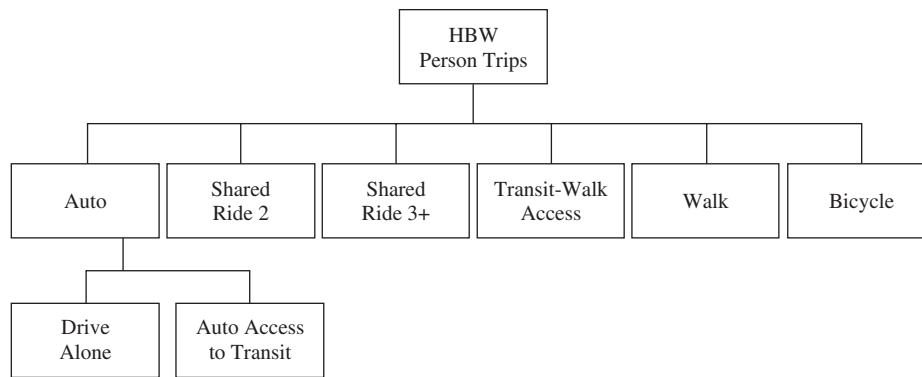 HBW
Person Trips
Auto
Shared
Ride 2
Shared
Ride 3+
Transit-Walk
Access
Walk
Bicycle
Drive
Alone
Auto Access
to Transit